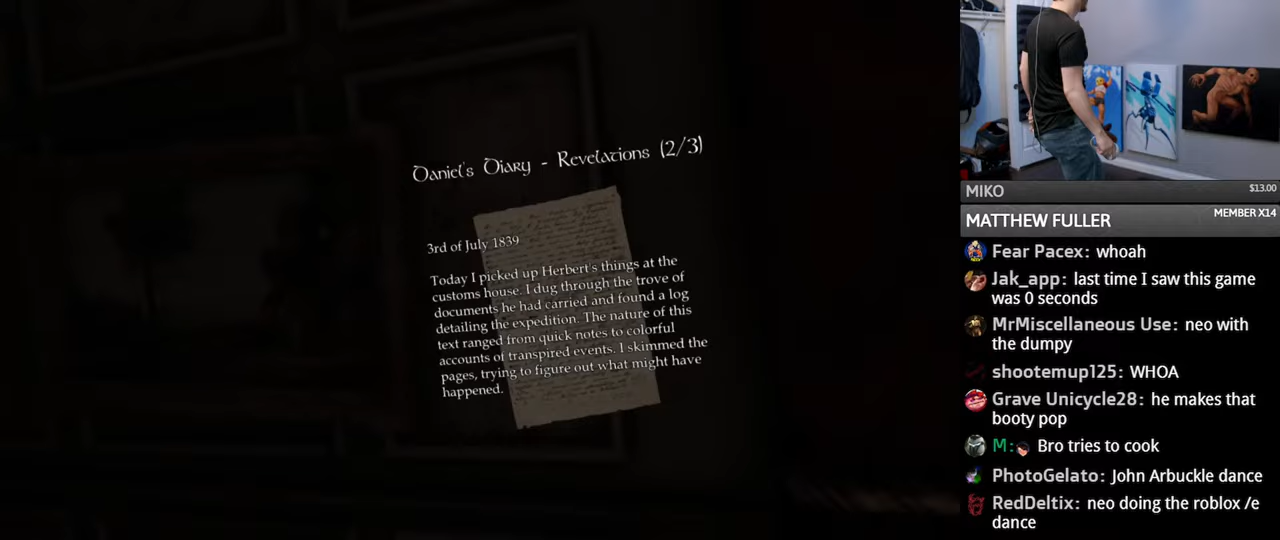 Daniel's Diary - Revelations (2/3)
3rd of July 1839
Today I picked up Herbert's things at the
customs house. I dug through the trove of
documents he had carried and found a log
detailing the expedition. The nature of this
text ranged from quick notes to colorful
accounts of transpired events. I skimmed the
pages, trying to figure out what might have
happened.
MIKO
$13.00
MATTHEW FULLER
MEMBER X14
Fear Pacex: whoah
Jak_app: last time I saw this game
was 0 seconds
MrMiscellaneous Use: neo with
the dumpy
shootemup125: WHOA
Grave Unicycle28: he makes that
booty pop
M: Bro tries to cook
PhotoGelato: John Arbuckle dance
RedDeltix: neo doing the roblox /e
dance